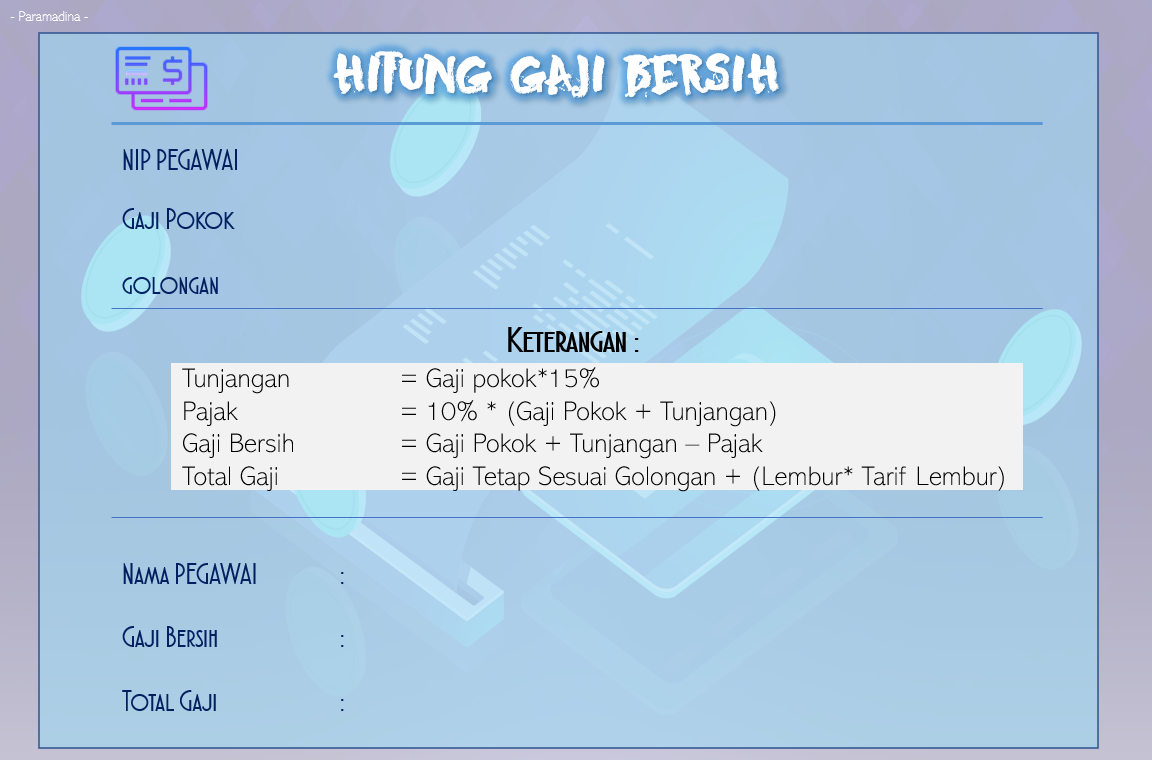 - Paramadina -
HITUNG GAJI BERSIH
NIP PEGAWAI
Gaji Pokok
GOLONGAN
Keterangan :
Tunjangan = Gaji pokok*15%
Pajak = 10% * (Gaji Pokok + Tunjangan)
Gaji Bersih = Gaji Pokok + Tunjangan – Pajak
Total Gaji = Gaji Tetap Sesuai Golongan + (Lembur* Tarif Lembur)
Nama PEGAWAI :
Gaji Bersih :
Total Gaji :